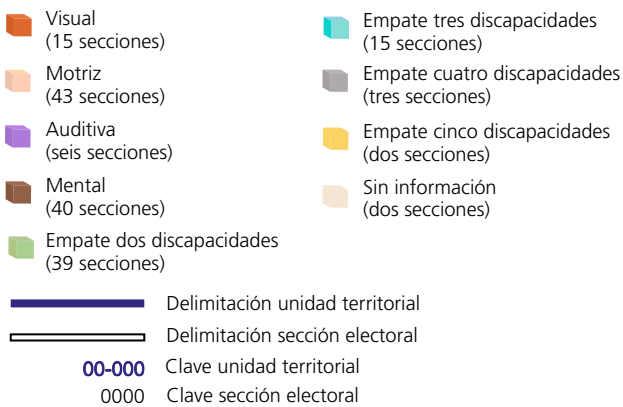 Visual
(15 secciones)
Motriz
(43 secciones)
Auditiva
(seis secciones)
Mental
(40 secciones)
Empate dos discapacidades
(39 secciones)
Empate tres discapacidades
(15 secciones)
Empate cuatro discapacidades
(tres secciones)
Empate cinco discapacidades
(dos secciones)
Sin información
(dos secciones)
Delimitación unidad territorial
Delimitación sección electoral
00-000 Clave unidad territorial
0000 Clave sección electoral